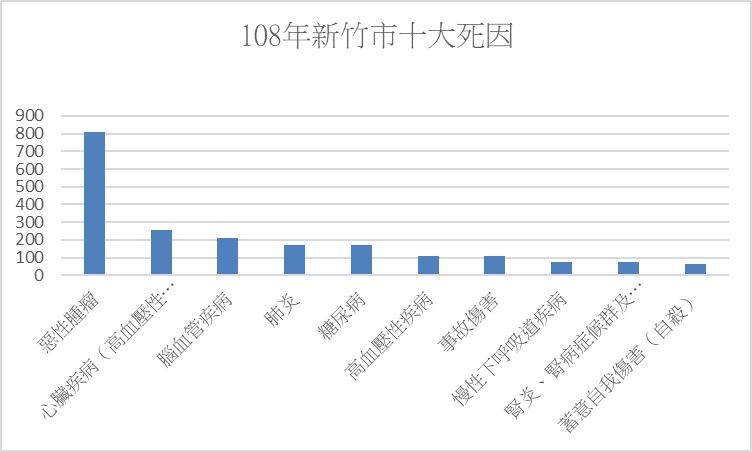 108年新竹市十大死因
900
800
700
600
500
400
300
200
100
0
惡性腫瘤
心臟疾病（高血壓性…
腦血管疾病
肺炎
糖尿病
高血壓性疾病
事故傷害
慢性下呼吸道疾病
腎炎、腎病症候群及…
蓄意自我傷害（自殺）